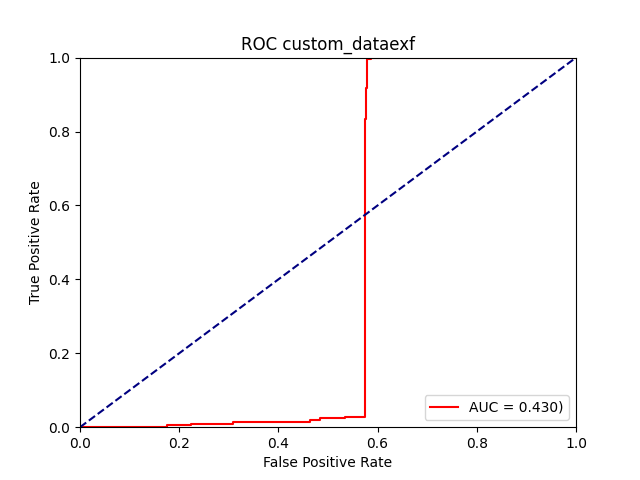 ROC custom_dataexf
1.0
0.8
0.6
0.4
0.2
0.0
True Positive Rate
AUC = 0.430)
0.0 0.2 0.4 0.6 0.8 1.0
False Positive Rate